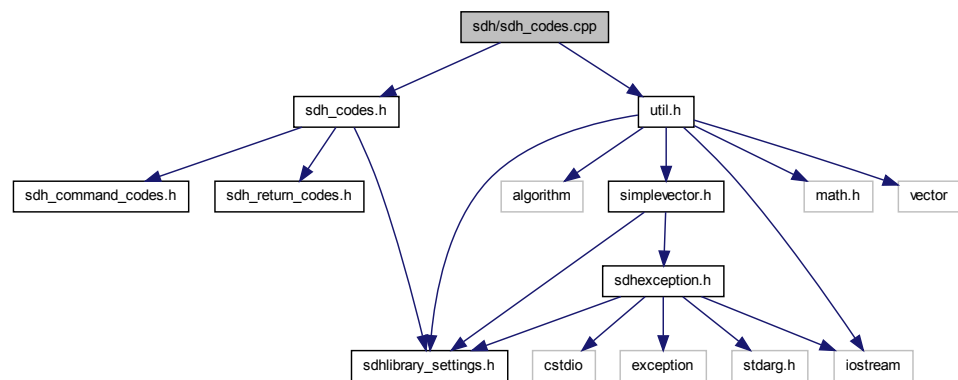 sdh/sdh_codes.cpp
sdh_codes.h
util.h
sdh_command_codes.h
sdh_return_codes.h
algorithm
simplevector.h
math.h
vector
sdhexception.h
sdhlibrary_settings.h
cstdio
exception
stdarg.h
iostream